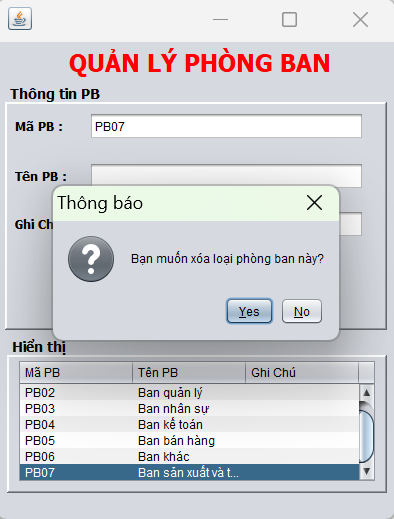 QUẢN LÝ PHÒNG BAN
Thông tin PB
Mã PB : PB07
Tên PB :
Thông báo
Ghi Ch
Bạn muốn xóa loại phòng ban này?
Yes No
Hiển thị
Mã PB Tên PB Ghi Chú
PB02 Ban quản lý
PB03 Ban nhân sự
PB04 Ban kế toán
PB05 Ban bán hàng
PB06 Ban khác
PB07 Ban sản xuất và t...